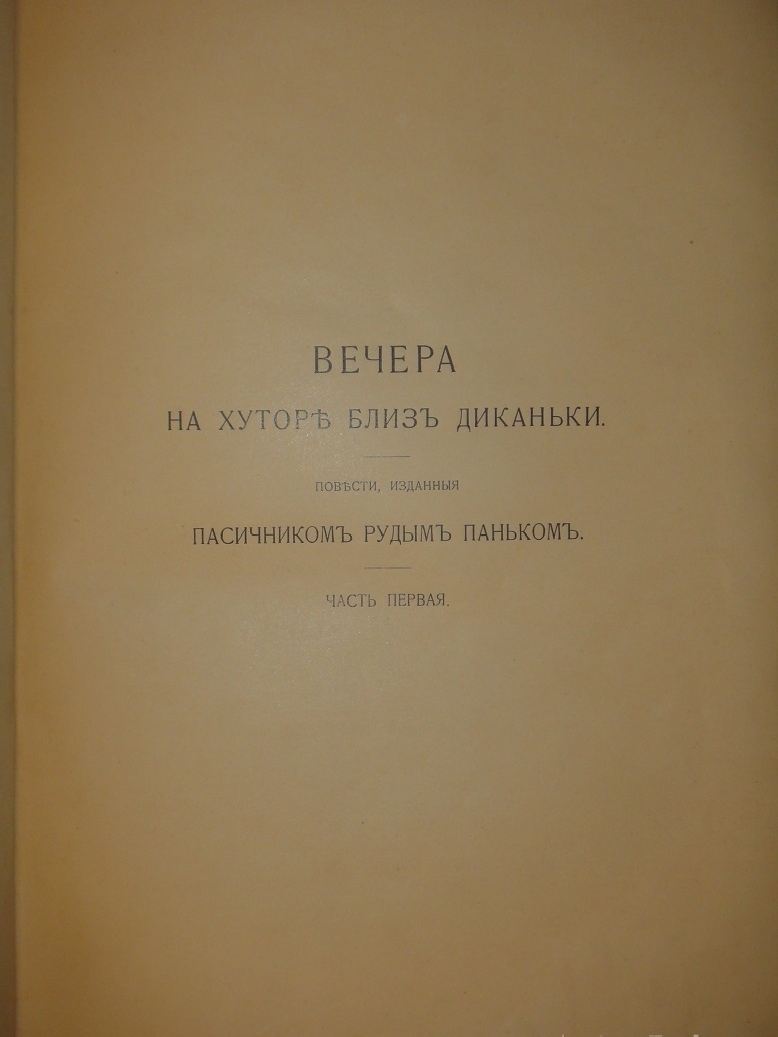 ВЕЧЕРА
НА ХУТОРѢ БЛИЗЪ ДИКАНЬКИ.
ПОВѢСТИ, ИЗДАННЫЯ
ПАСИЧНИКОМЪ РУДЫМЪ ПАНЬКОМЪ.
ЧАСТЬ ПЕРВАЯ.